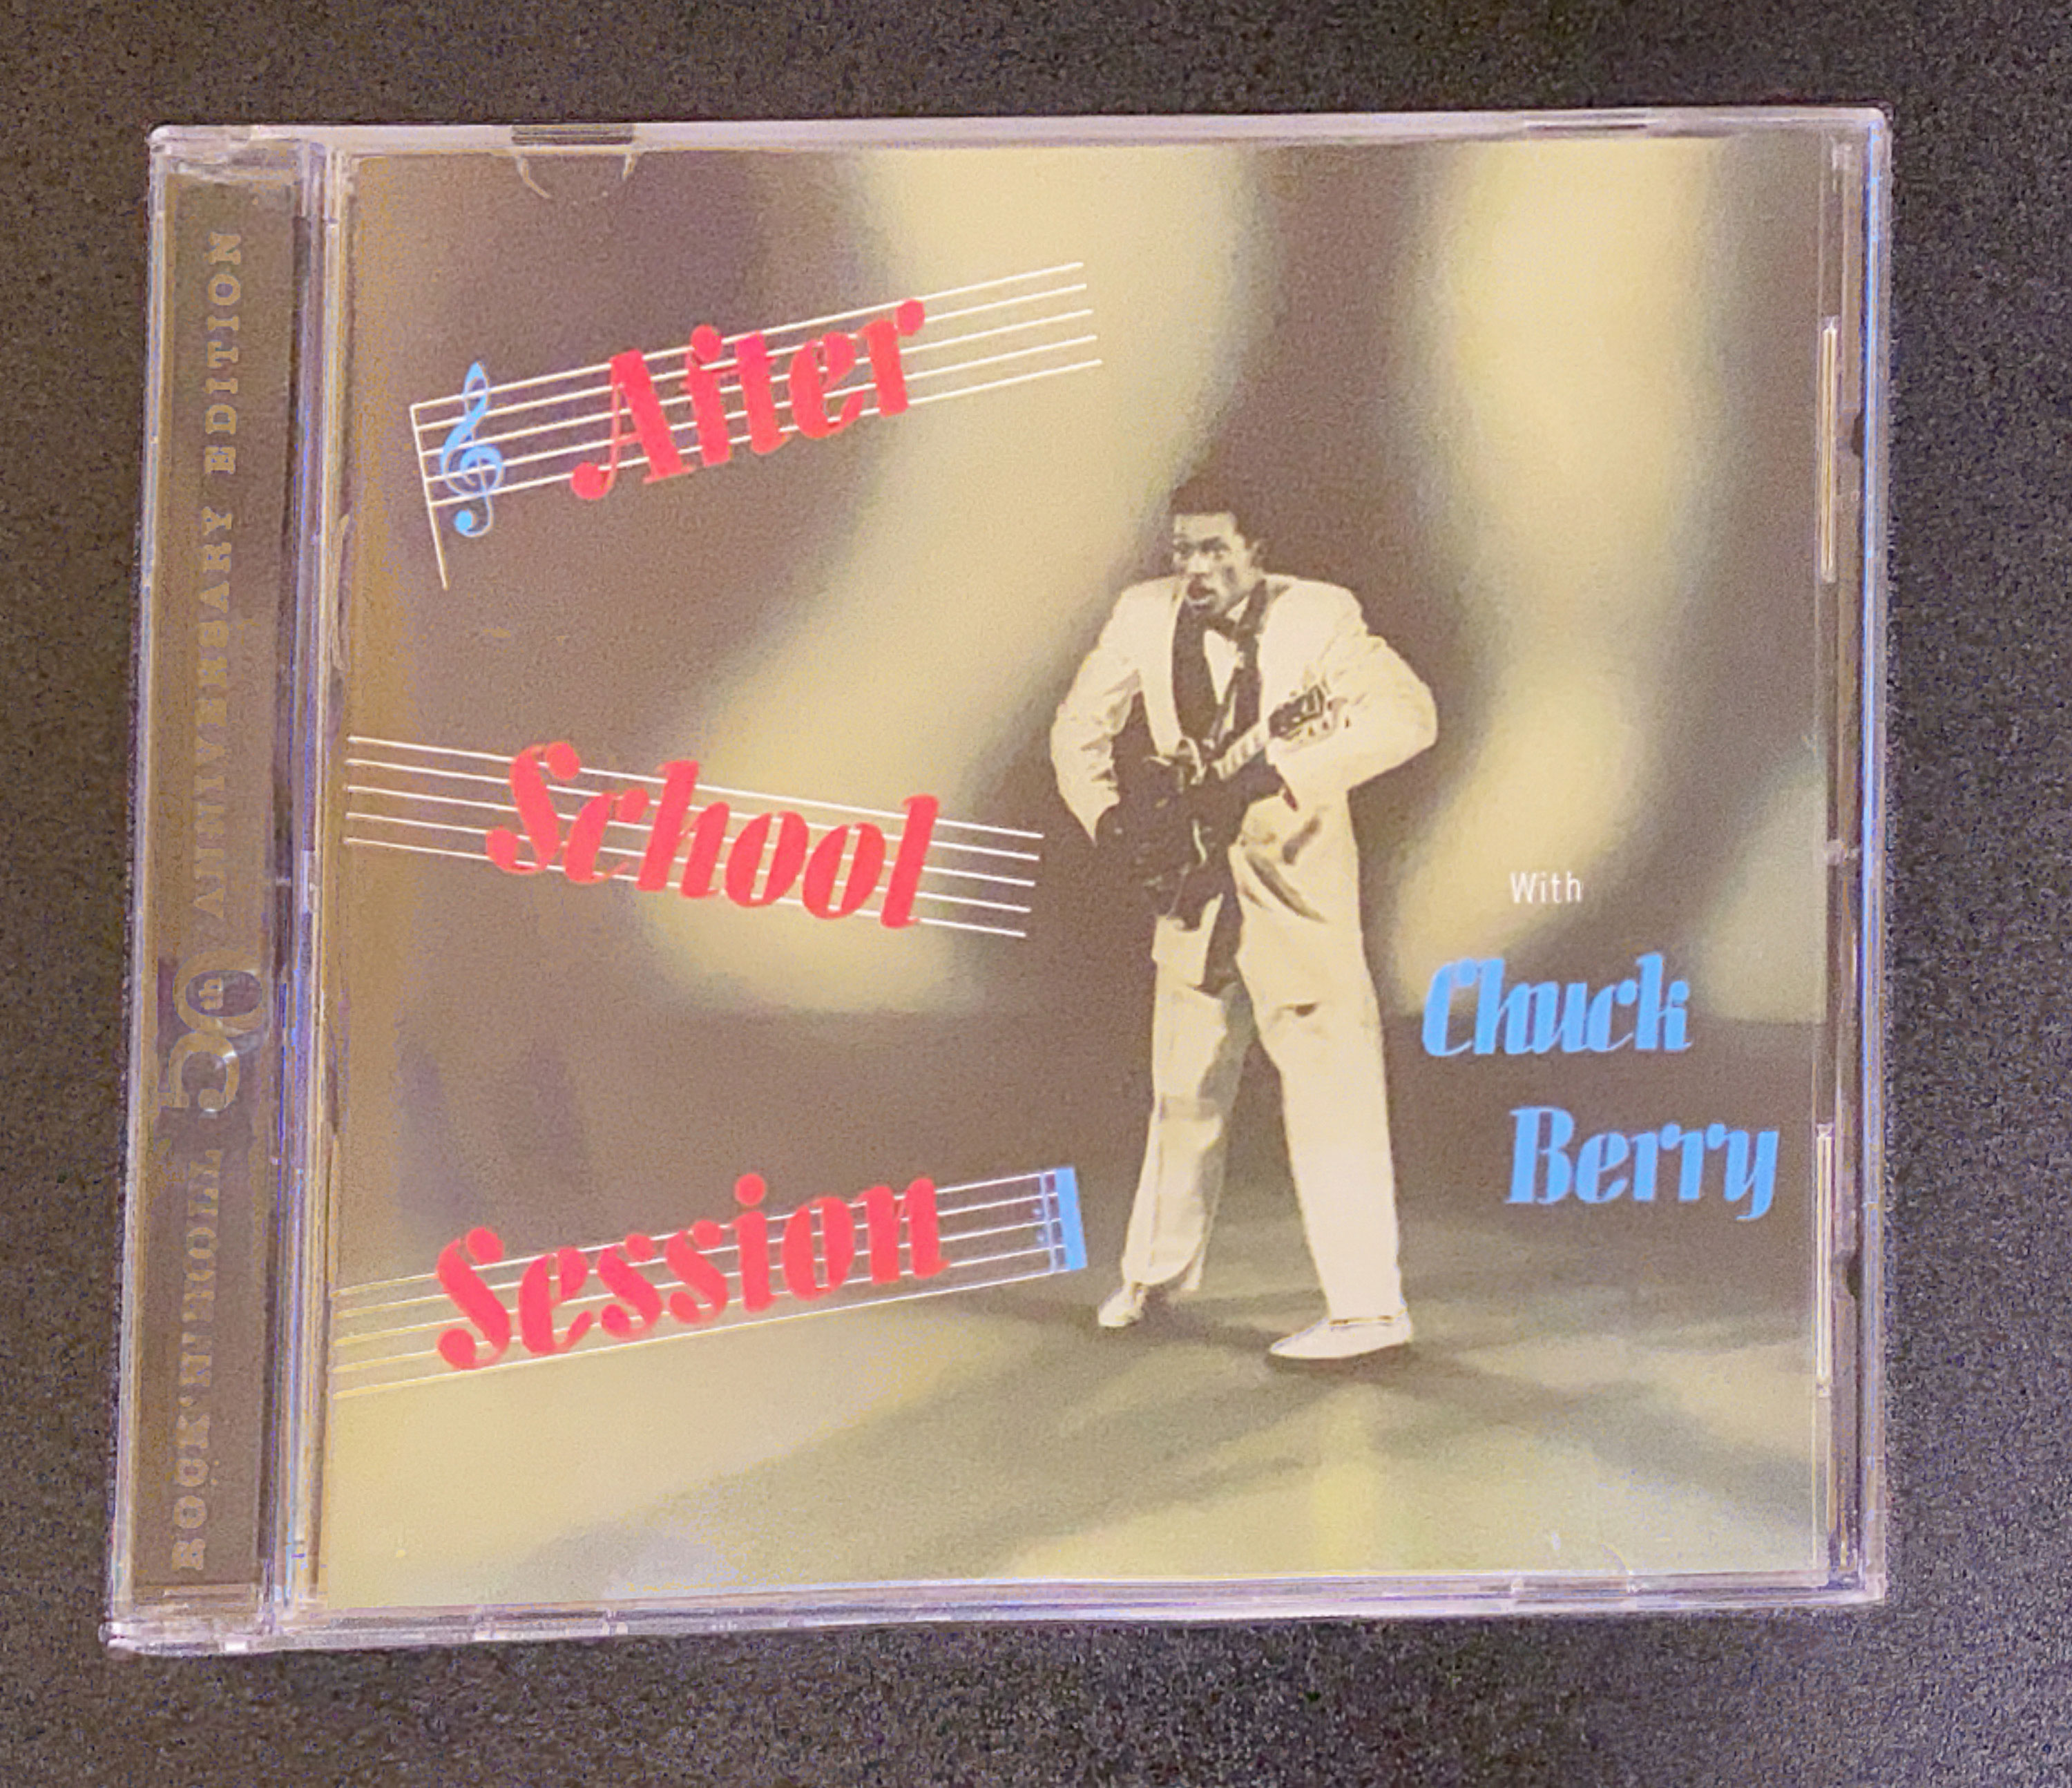 ROCK 'N' ROLL 50th ANNIVERSARY EDITION
After
School
Session
With
Chuck
Berry